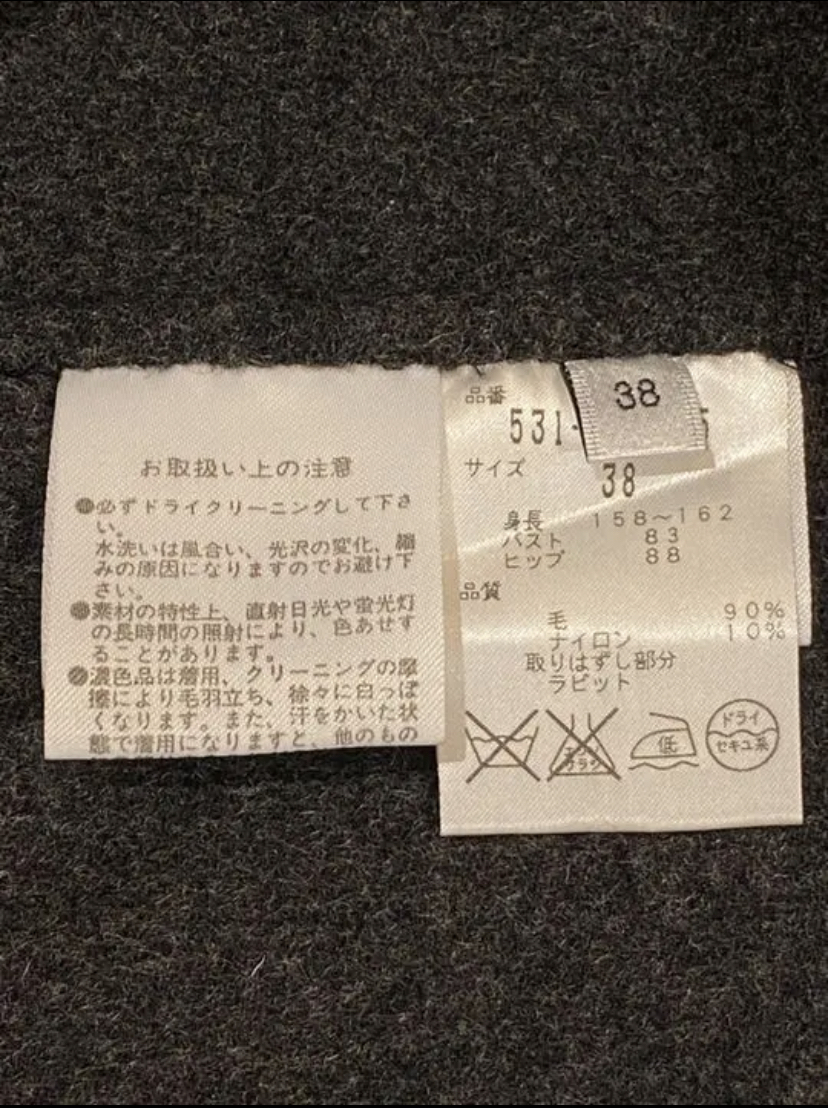 お取扱い上の注意
●必ずドライクリーニングして下さ
い。
水洗いは風合い、光沢の変化、縮
みの原因になりますのでお避け下
さい。
●素材の特性上、直射日光や蛍光灯
の長時間の照射により、色あせす
ることがあります。
●濃色品は着用、クリーニングの摩
擦により毛羽立ち、徐々に白っぽ
くなります。また、汗をかいた状
態で着用になりますと、他のもの
38
品番
531-
サイズ
38
身長 158～162
バスト 83
ヒップ 88
品質
毛 90%
ナイロン 10%
取りはずし部分
ラビット
エンソ
サラシ
低
ドライ
セキユ系